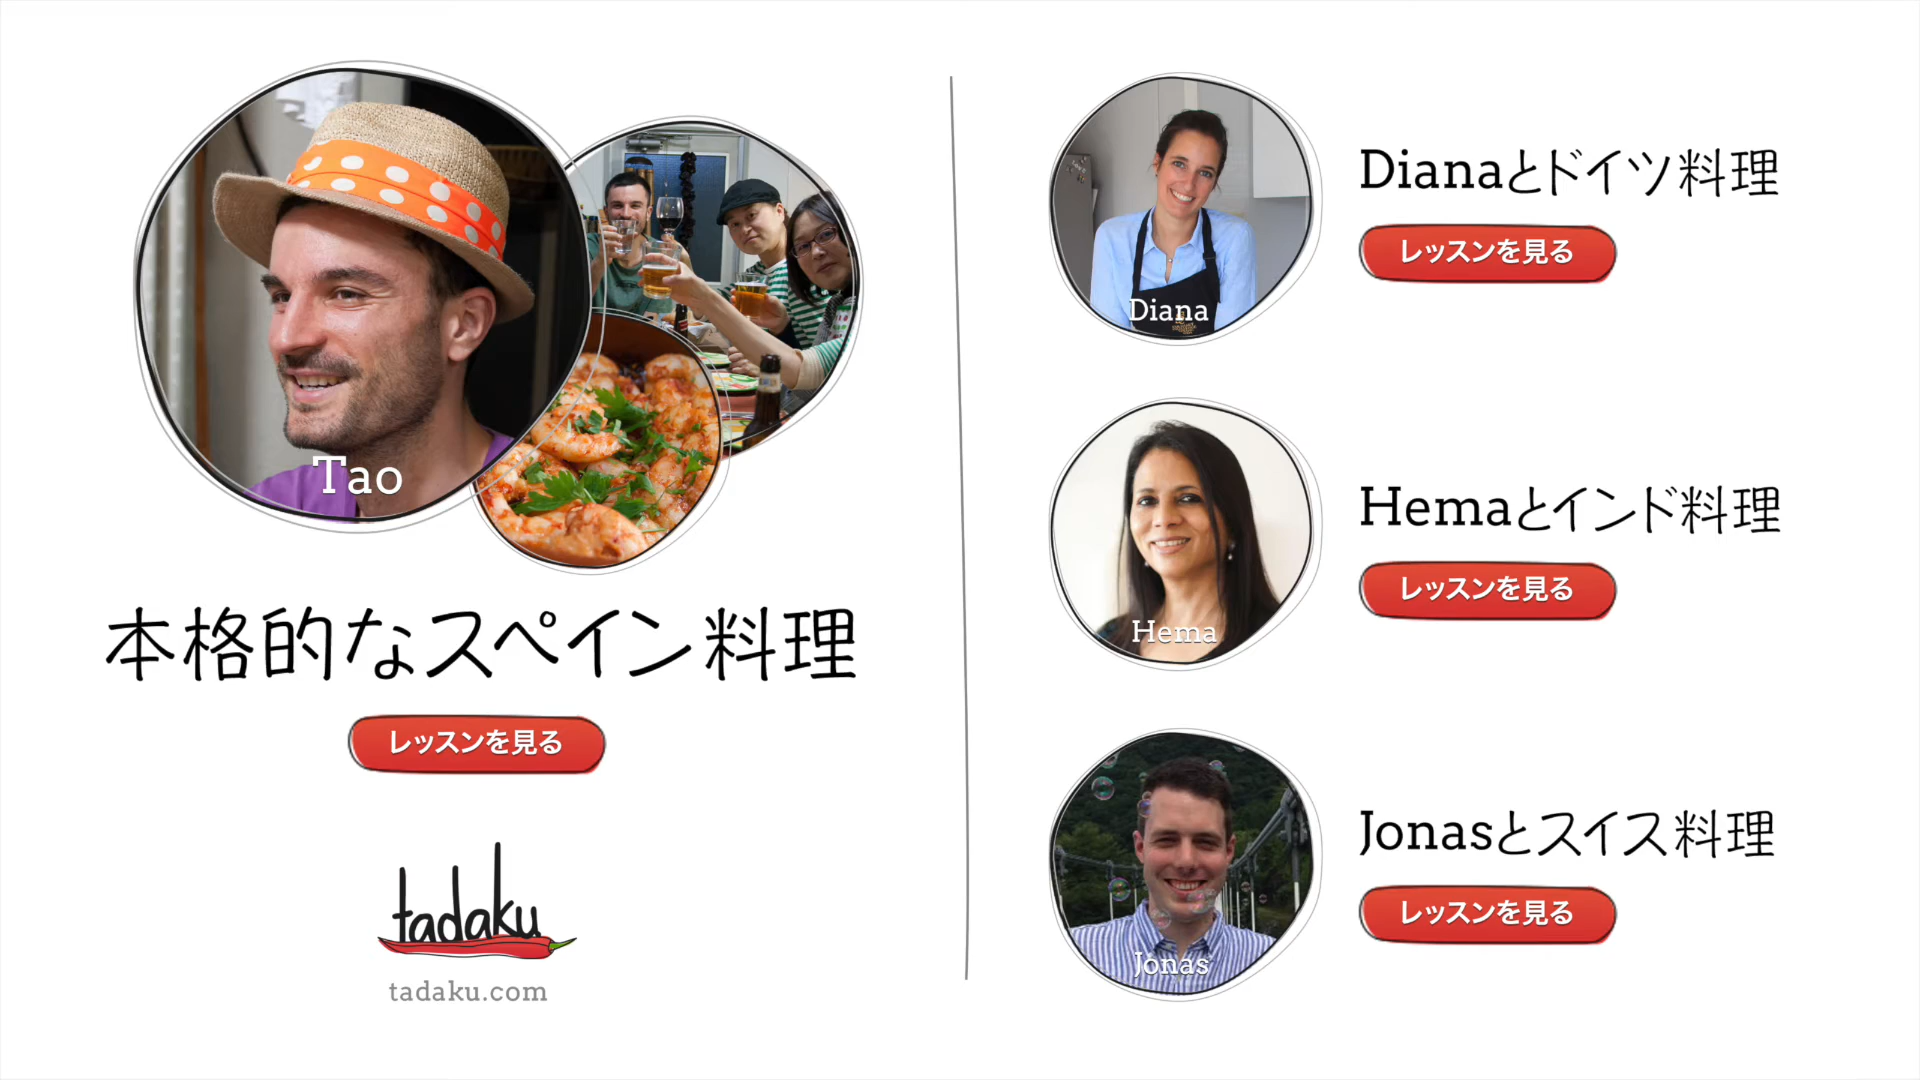 Tao
本格的なスペイン料理
レッスンを見る
tadaku
tadaku.com
Dianaとドイツ料理
レッスンを見る
Diana
Hemaとインド料理
レッスンを見る
Hema
Jonasとスイス料理
レッスンを見る
Jonas